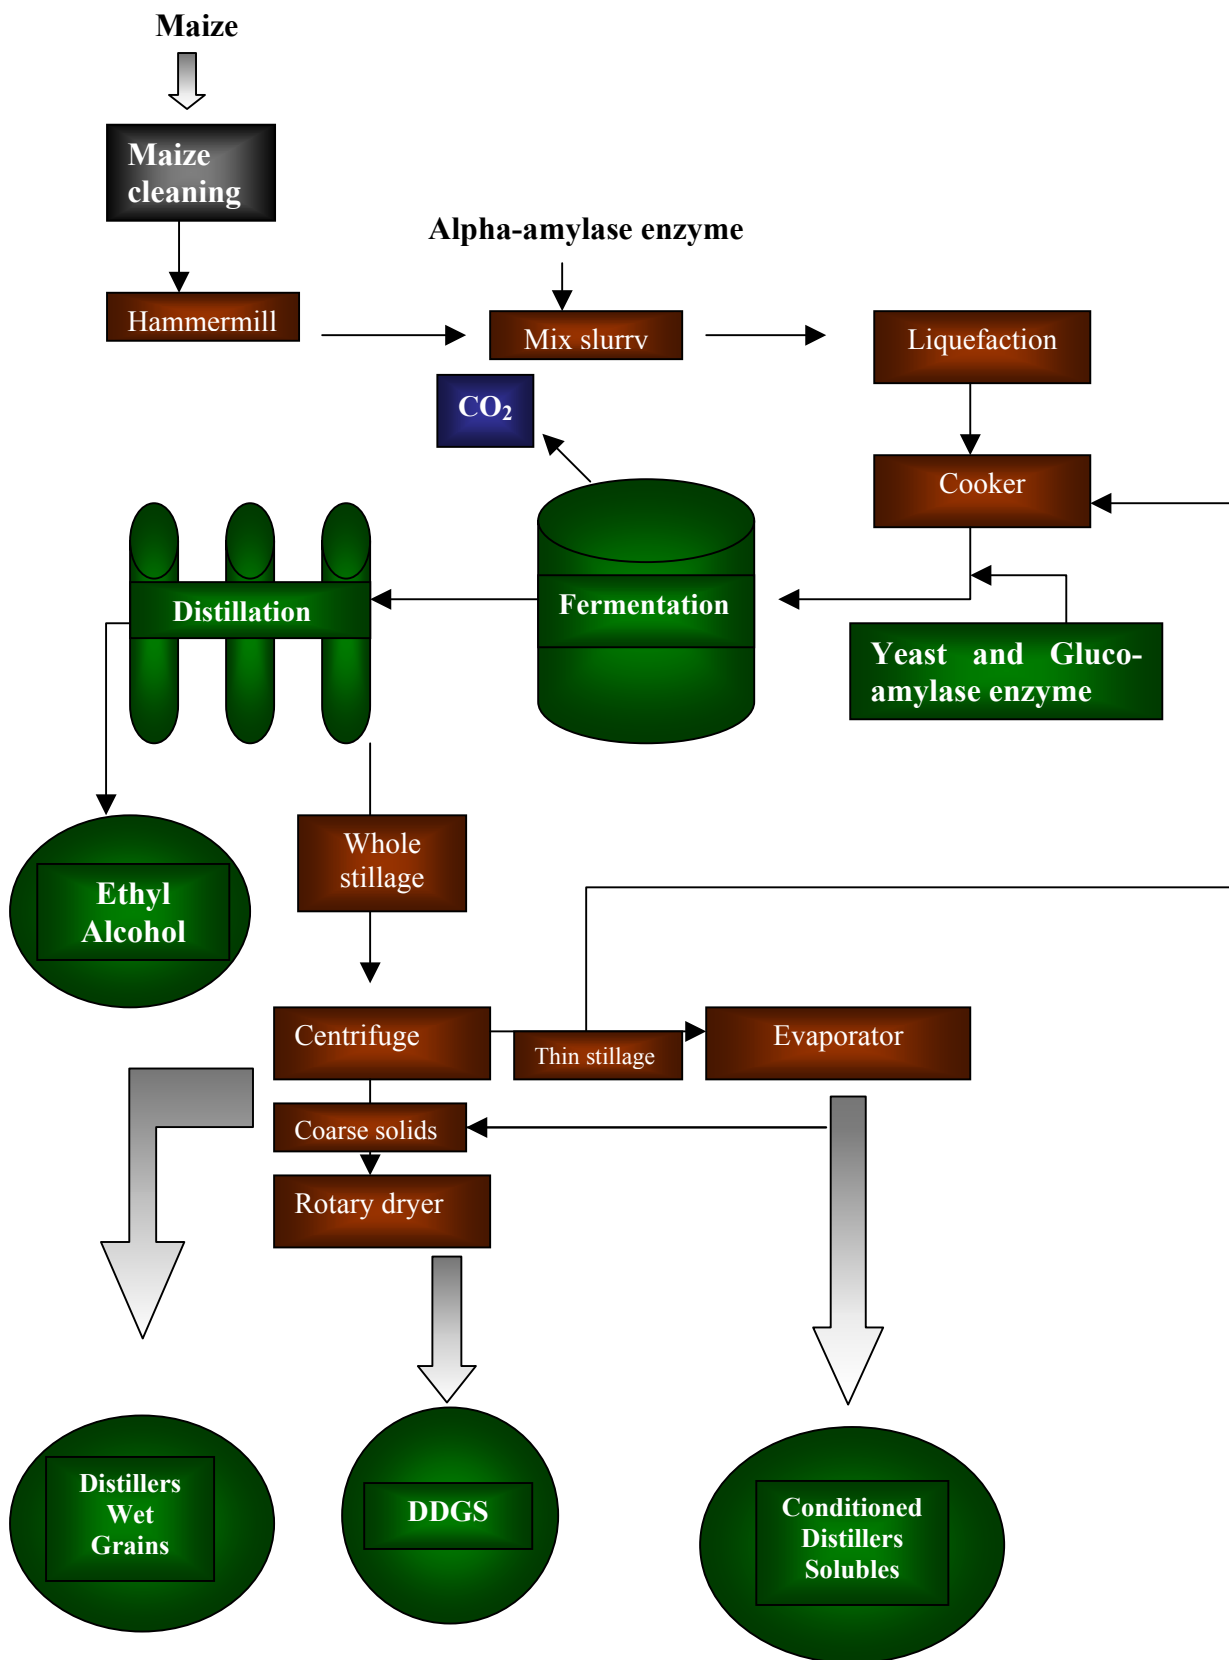 Maize
Maize
cleaning
Alpha-amylase enzyme
Hammermill
Mix slurry
Liquefaction
CO₂
Cooker
Distillation
Fermentation
Yeast and Gluco-
amylase enzyme
Whole
stillage
Ethyl
Alcohol
Centrifuge
Thin stillage
Evaporator
Coarse solids
Rotary dryer
Distillers
Wet
Grains
DDGS
Conditioned
Distillers
Solubles